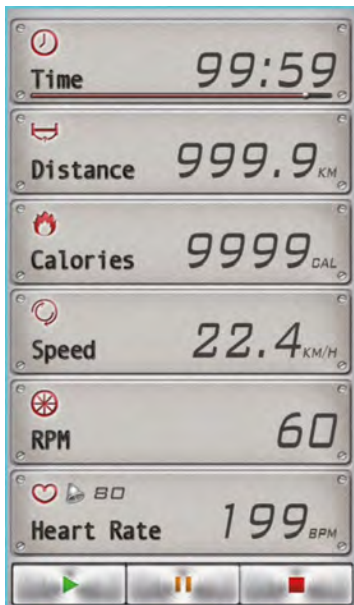 Time 99:59
Distance 999.9 KM
Calories 9999 CAL
Speed 22.4 KM/H
RPM 60
80
Heart Rate 199 BPM